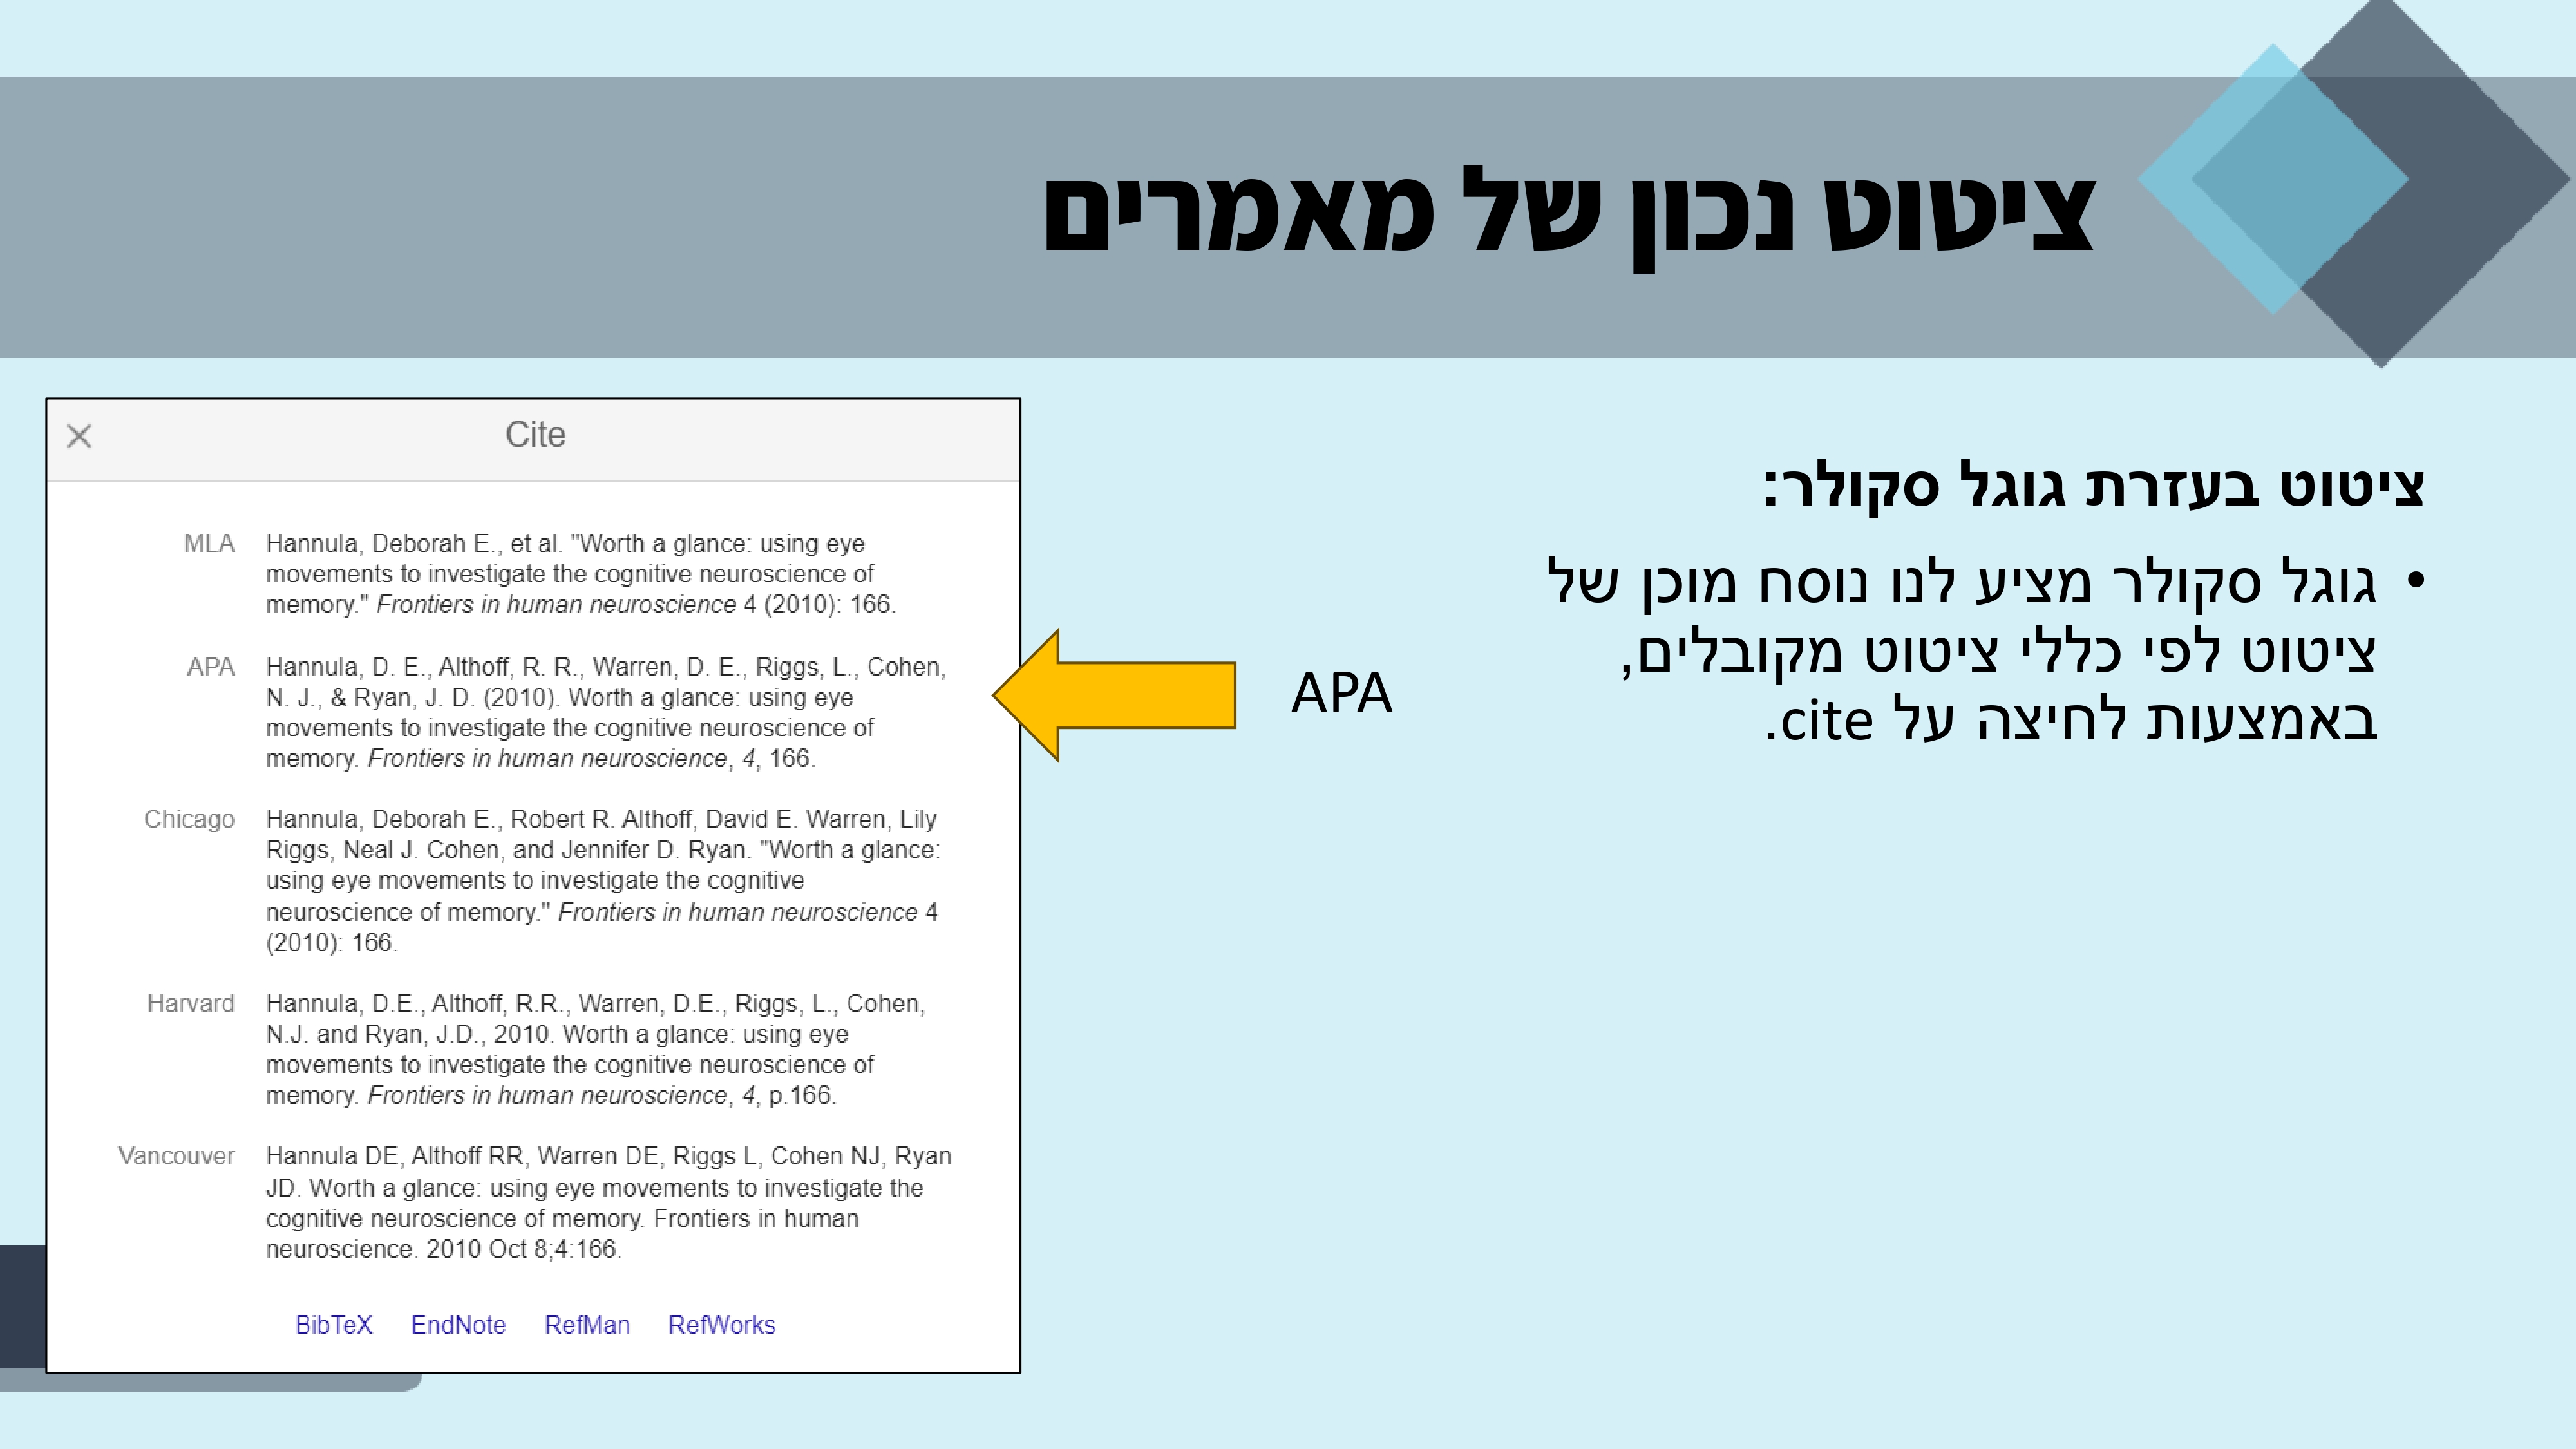 ציטוט נכון של מאמרים
ציטוט בעזרת גוגל סקולר:
• גוגל סקולר מציע לנו נוסח מוכן של
ציטוט לפי כללי ציטוט מקובלים,
באמצעות לחיצה על cite.
APA
Cite
MLA Hannula, Deborah E., et al. "Worth a glance: using eye
movements to investigate the cognitive neuroscience of
memory." Frontiers in human neuroscience 4 (2010): 166.
APA Hannula, D. E., Althoff, R. R., Warren, D. E., Riggs, L., Cohen,
N. J., & Ryan, J. D. (2010). Worth a glance: using eye
movements to investigate the cognitive neuroscience of
memory. Frontiers in human neuroscience, 4, 166.
Chicago Hannula, Deborah E., Robert R. Althoff, David E. Warren, Lily
Riggs, Neal J. Cohen, and Jennifer D. Ryan. "Worth a glance:
using eye movements to investigate the cognitive
neuroscience of memory." Frontiers in human neuroscience 4
(2010): 166.
Harvard Hannula, D.E., Althoff, R.R., Warren, D.E., Riggs, L., Cohen,
N.J. and Ryan, J.D., 2010. Worth a glance: using eye
movements to investigate the cognitive neuroscience of
memory. Frontiers in human neuroscience, 4, p.166.
Vancouver Hannula DE, Althoff RR, Warren DE, Riggs L, Cohen NJ, Ryan
JD. Worth a glance: using eye movements to investigate the
cognitive neuroscience of memory. Frontiers in human
neuroscience. 2010 Oct 8;4:166.
BibTeX EndNote RefMan RefWorks